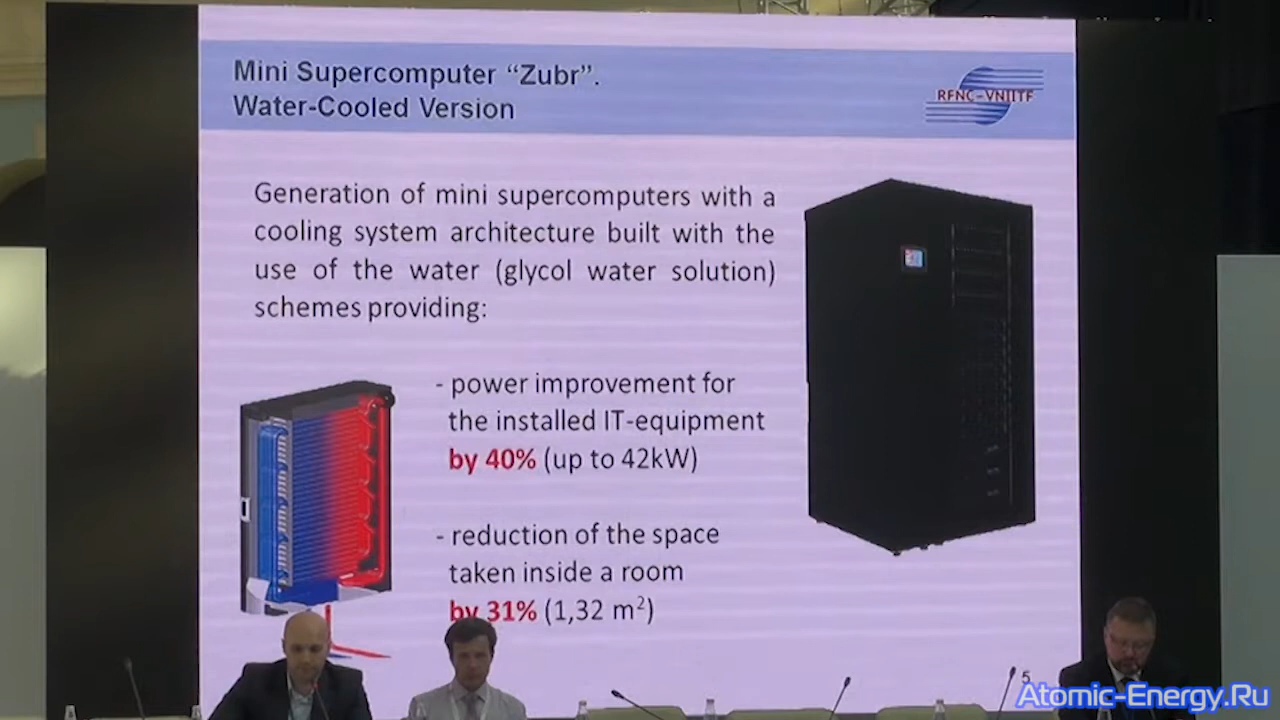 Mini Supercomputer “Zubr”.
Water-Cooled Version
RFNC-VNIITF
Generation of mini supercomputers with a
cooling system architecture built with the
use of the water (glycol water solution)
schemes providing:
- power improvement for
the installed IT-equipment
by 40% (up to 42kW)
- reduction of the space
taken inside a room
by 31% (1,32 m²)
5
Atomic-Energy.Ru